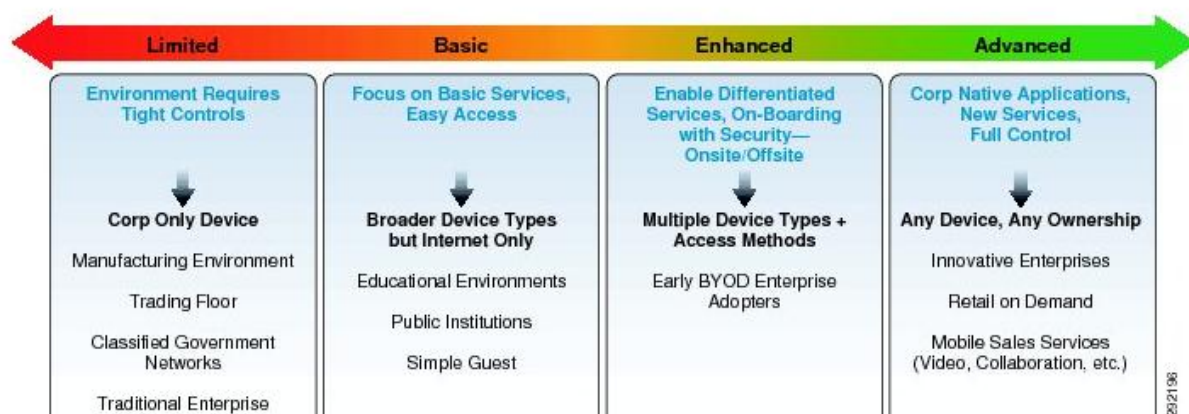 Limited
Basic
Enhanced
Advanced
Environment Requires
Tight Controls
Corp Only Device
Manufacturing Environment
Trading Floor
Classified Government
Networks
Traditional Enterprise
Focus on Basic Services,
Easy Access
Broader Device Types
but Internet Only
Educational Environments
Public Institutions
Simple Guest
Enable Differentiated
Services, On-Boarding
with Security—
Onsite/Offsite
Multiple Device Types +
Access Methods
Early BYOD Enterprise
Adopters
Corp Native Applications,
New Services,
Full Control
Any Device, Any Ownership
Innovative Enterprises
Retail on Demand
Mobile Sales Services
(Video, Collaboration, etc.)
292196